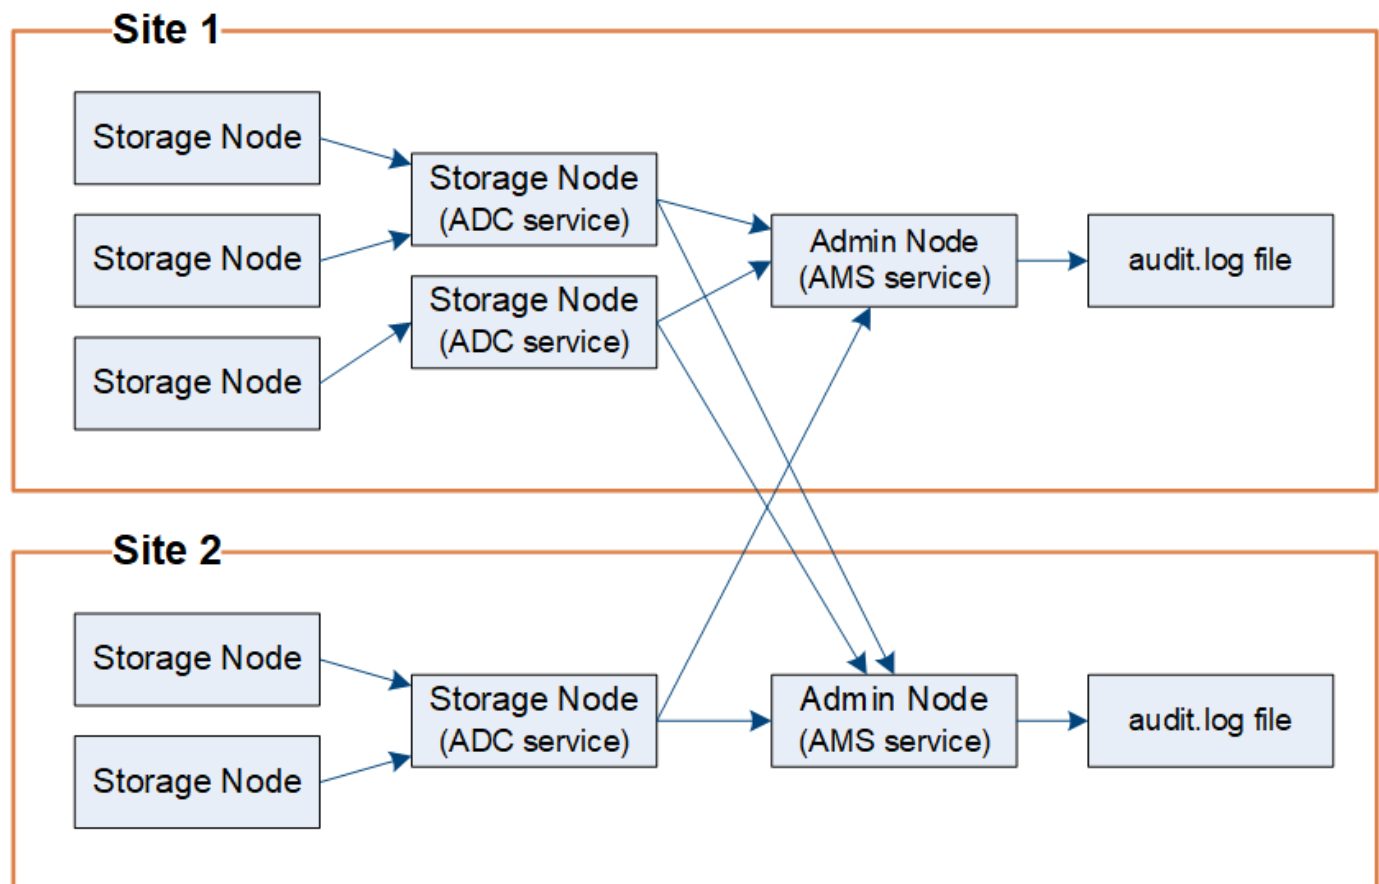 Site 1
Storage Node
Storage Node
Storage Node
Storage Node
(ADC service)
Storage Node
(ADC service)
Admin Node
(AMS service)
audit.log file
Site 2
Storage Node
Storage Node
Storage Node
(ADC service)
Admin Node
(AMS service)
audit.log file